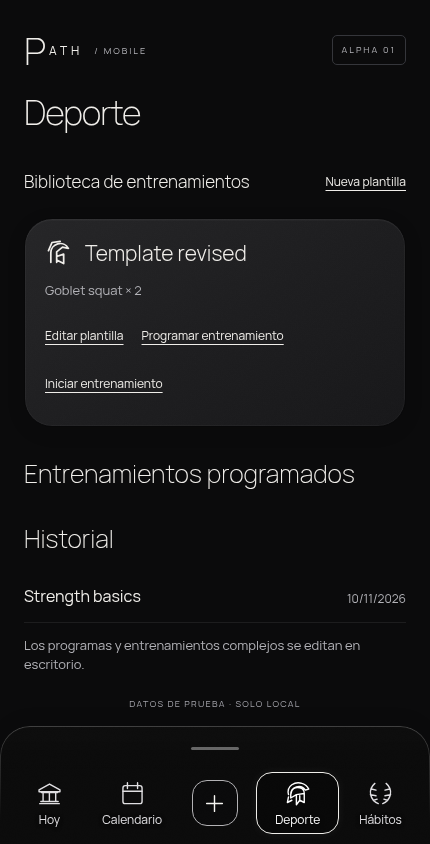 PATH / MOBILE ALPHA 01
Deporte
Biblioteca de entrenamientos Nueva plantilla
Template revised
Goblet squat × 2
Editar plantilla Programar entrenamiento
Iniciar entrenamiento
Entrenamientos programados
Historial
Strength basics 10/11/2026
Los programas y entrenamientos complejos se editan en
escritorio.
DATOS DE PRUEBA · SOLO LOCAL
Hoy Calendario + Deporte Hábitos